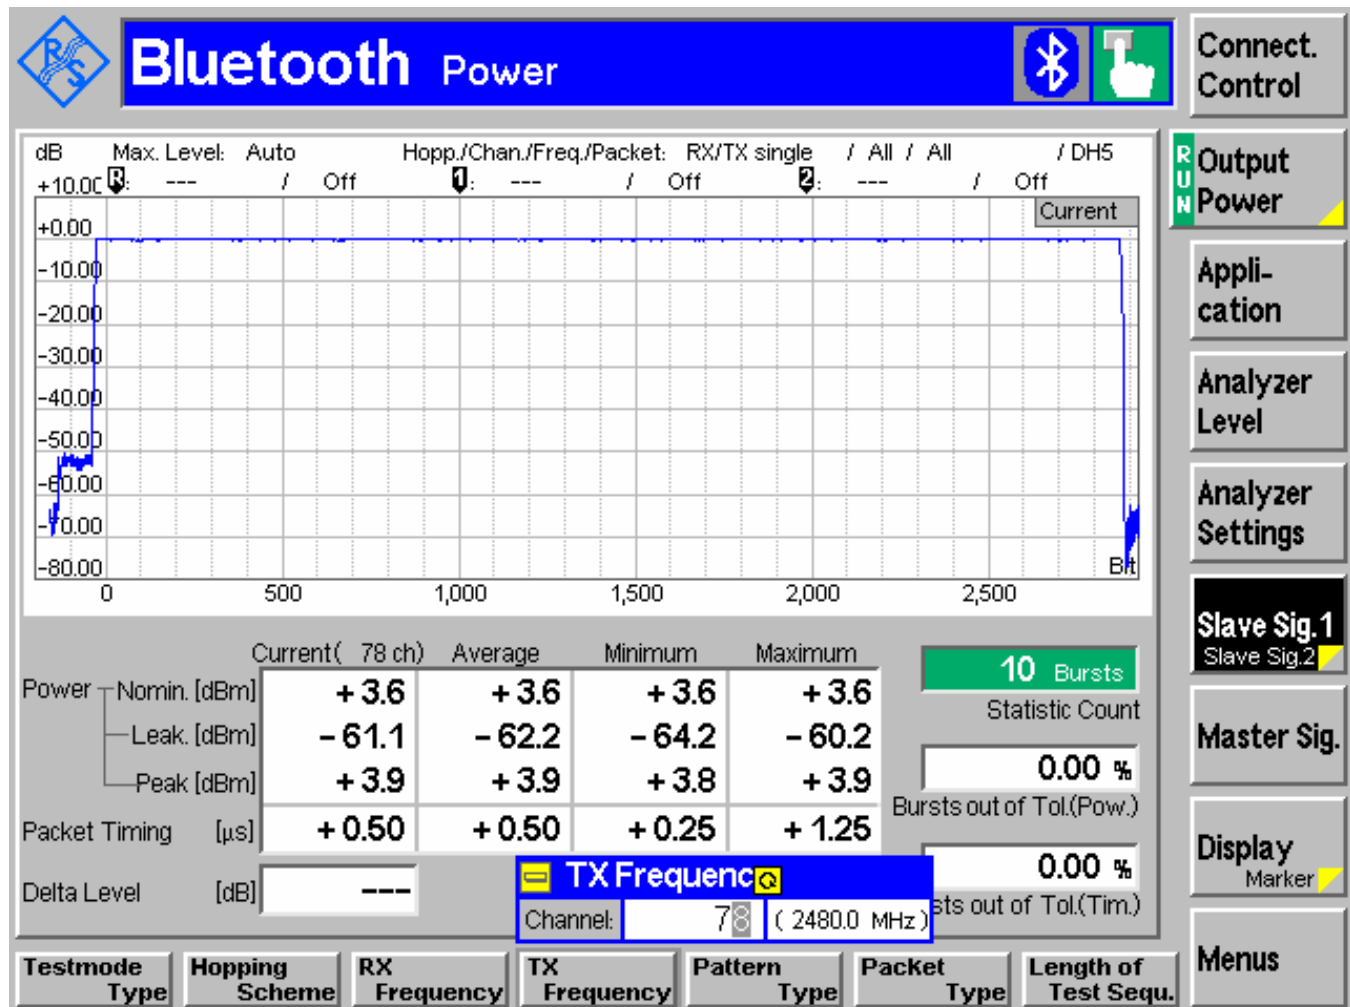 R S
Bluetooth Power
Connect. Control
dB Max. Level: Auto Hopp./Chan./Freq./Packet: RX/TX single / All / All / DH5
+10.00 R: --- / Off 1: --- / Off 2: --- / Off
Current
+0.00
-10.00
-20.00
-30.00
-40.00
-50.00
-60.00
-70.00
-80.00
Bit
0 500 1,000 1,500 2,000 2,500
RUN
Output Power
Appli-
cation
Analyzer
Level
Analyzer
Settings
Slave Sig.1
Slave Sig.2
Master Sig.
Display
Marker
Menus
Current( 78 ch) Average Minimum Maximum
Power Nomin. [dBm] +3.6 +3.6 +3.6 +3.6
Leak. [dBm] -61.1 -62.2 -64.2 -60.2
Peak [dBm] +3.9 +3.9 +3.8 +3.9
Packet Timing [µs] +0.50 +0.50 +0.25 +1.25
Delta Level [dB] ---
10 Bursts
Statistic Count
0.00 %
Bursts out of Tol.(Pow.)
0.00 %
sts out of Tol.(Tim.)
TX Frequenc
Channel: 78 ( 2480.0 MHz )
Testmode
Type
Hopping
Scheme
RX
Frequency
TX
Frequency
Pattern
Type
Packet
Type
Length of
Test Sequ.